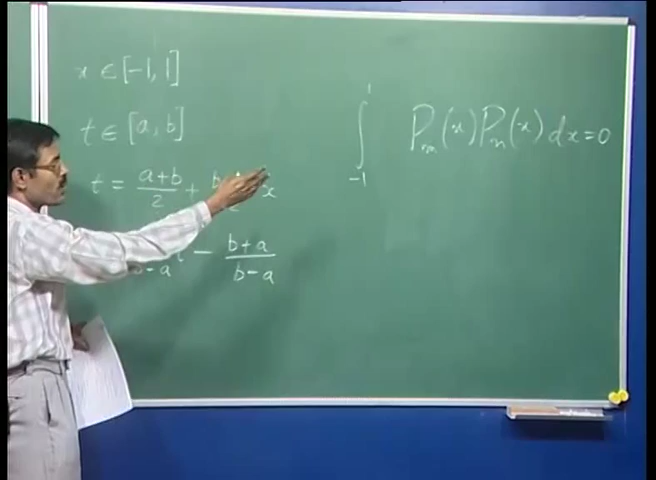 x ∈ [-1, 1]
t ∈ [a, b]
t = (a+b)/2 + x
- (b+a)/(b-a)
∫_{-1}^{1} P_m(x) P_n(x) dx = 0